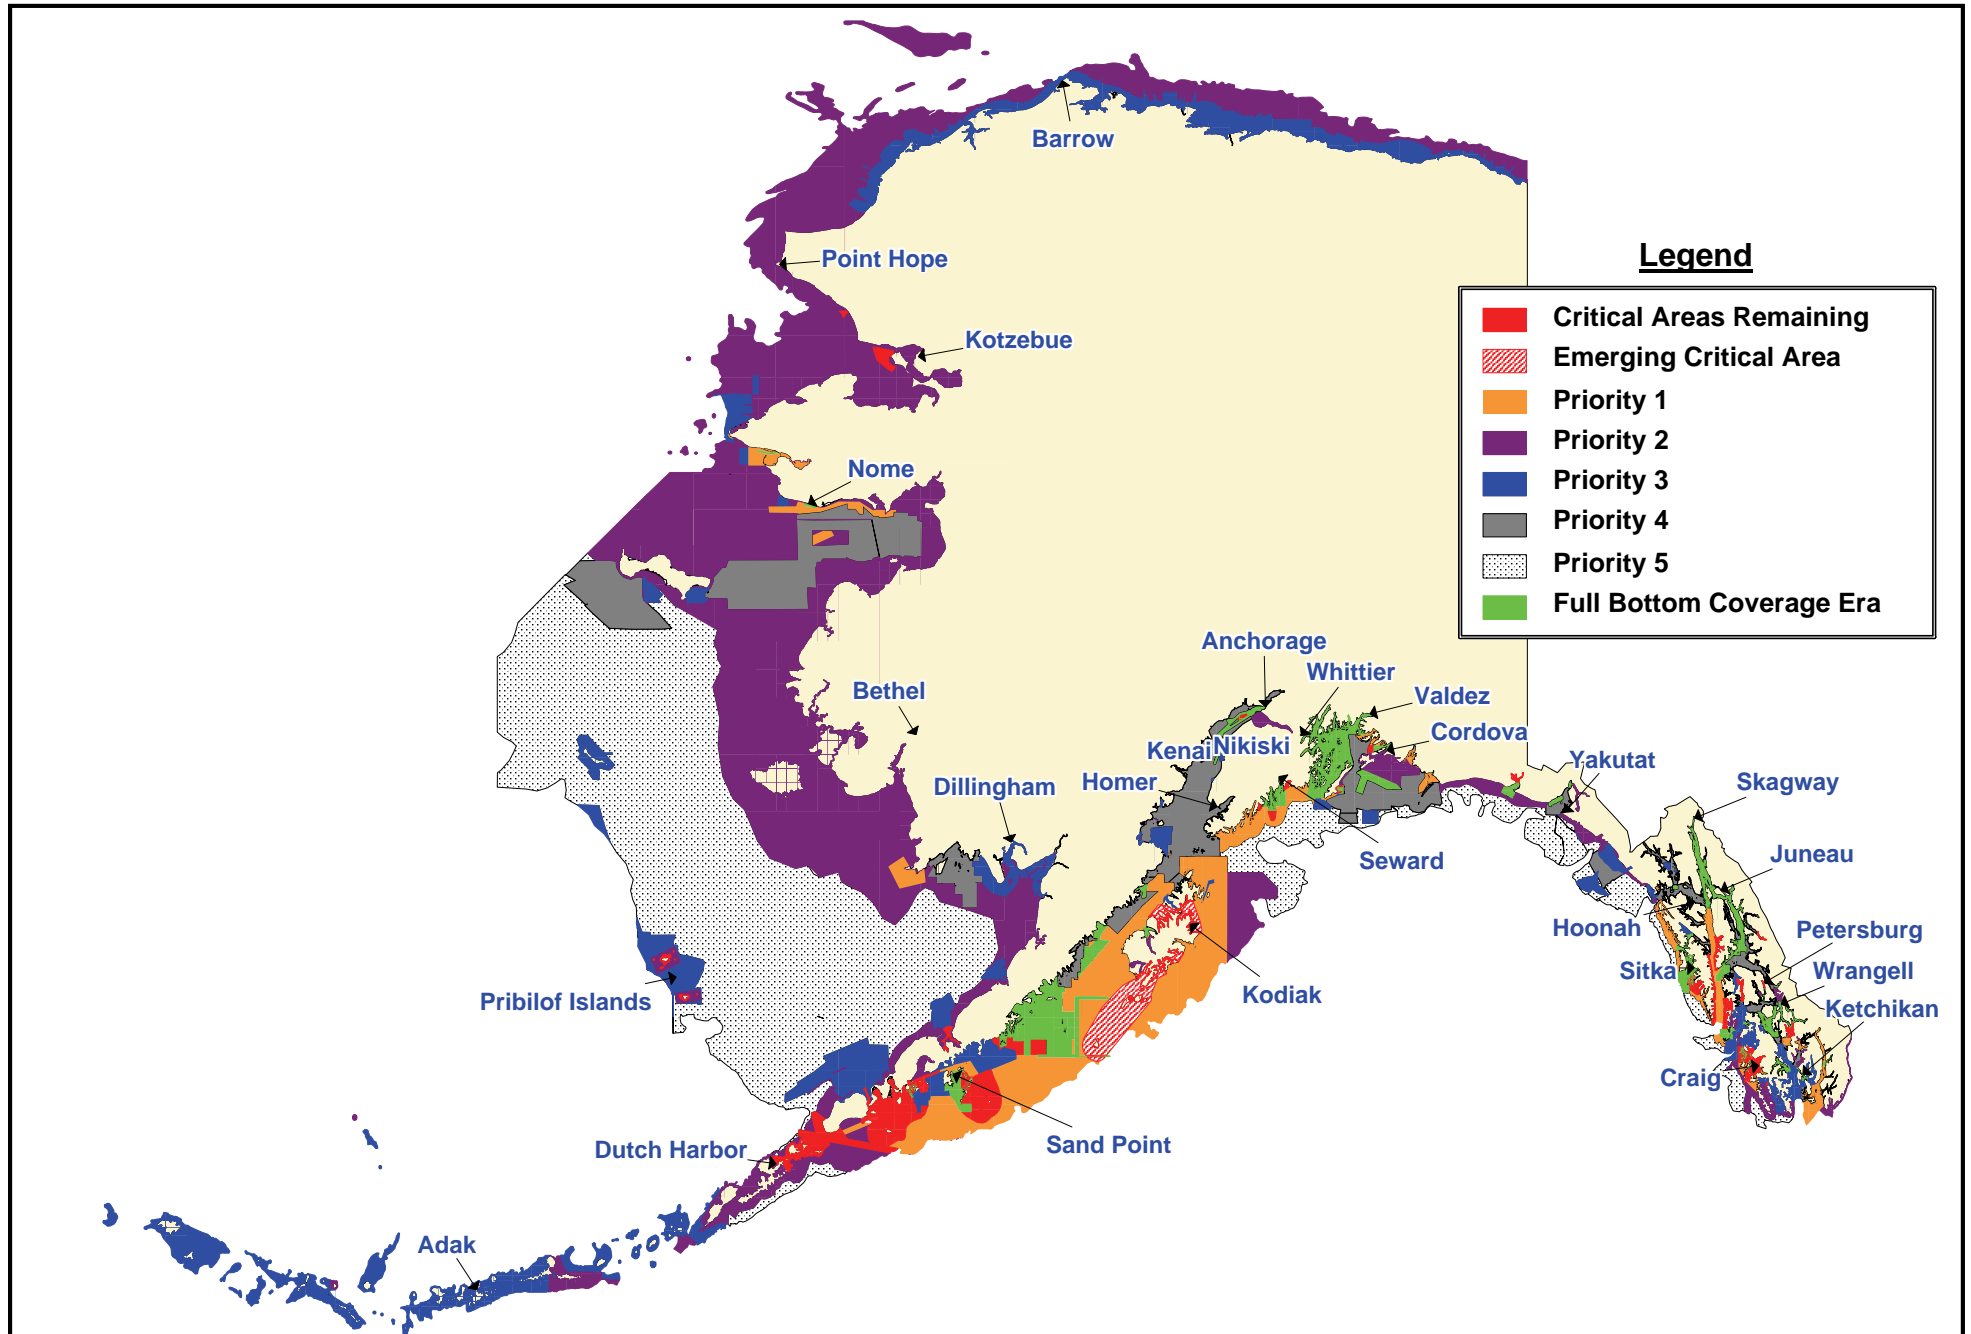 Barrow
Point Hope
Legend
Critical Areas Remaining
Emerging Critical Area
Priority 1
Priority 2
Priority 3
Priority 4
Priority 5
Full Bottom Coverage Era
Kotzebue
Nome
Anchorage
Whittier
Bethel
Valdez
Cordova
Kenai
Nikiski
Yakutat
Homer
Dillingham
Skagway
Seward
Juneau
Hoonah
Petersburg
Sitka
Wrangell
Pribilof Islands
Kodiak
Ketchikan
Craig
Sand Point
Dutch Harbor
Adak